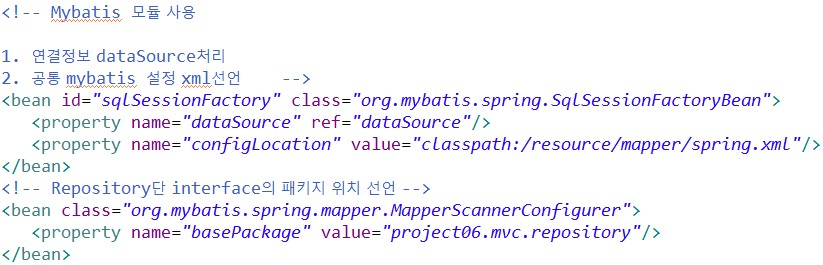 <!-- Mybatis 모듈 사용
1. 연결정보 dataSource처리
2. 공통 mybatis 설정 xml선언    -->
<bean id="sqlSessionFactory" class="org.mybatis.spring.SqlSessionFactoryBean">
   <property name="dataSource" ref="dataSource"/>
   <property name="configLocation" value="classpath:/resource/mapper/spring.xml"/>
</bean>
<!-- Repository단 interface의 패키지 위치 선언 -->
<bean class="org.mybatis.spring.mapper.MapperScannerConfigurer">
   <property name="basePackage" value="project06.mvc.repository"/>
</bean>